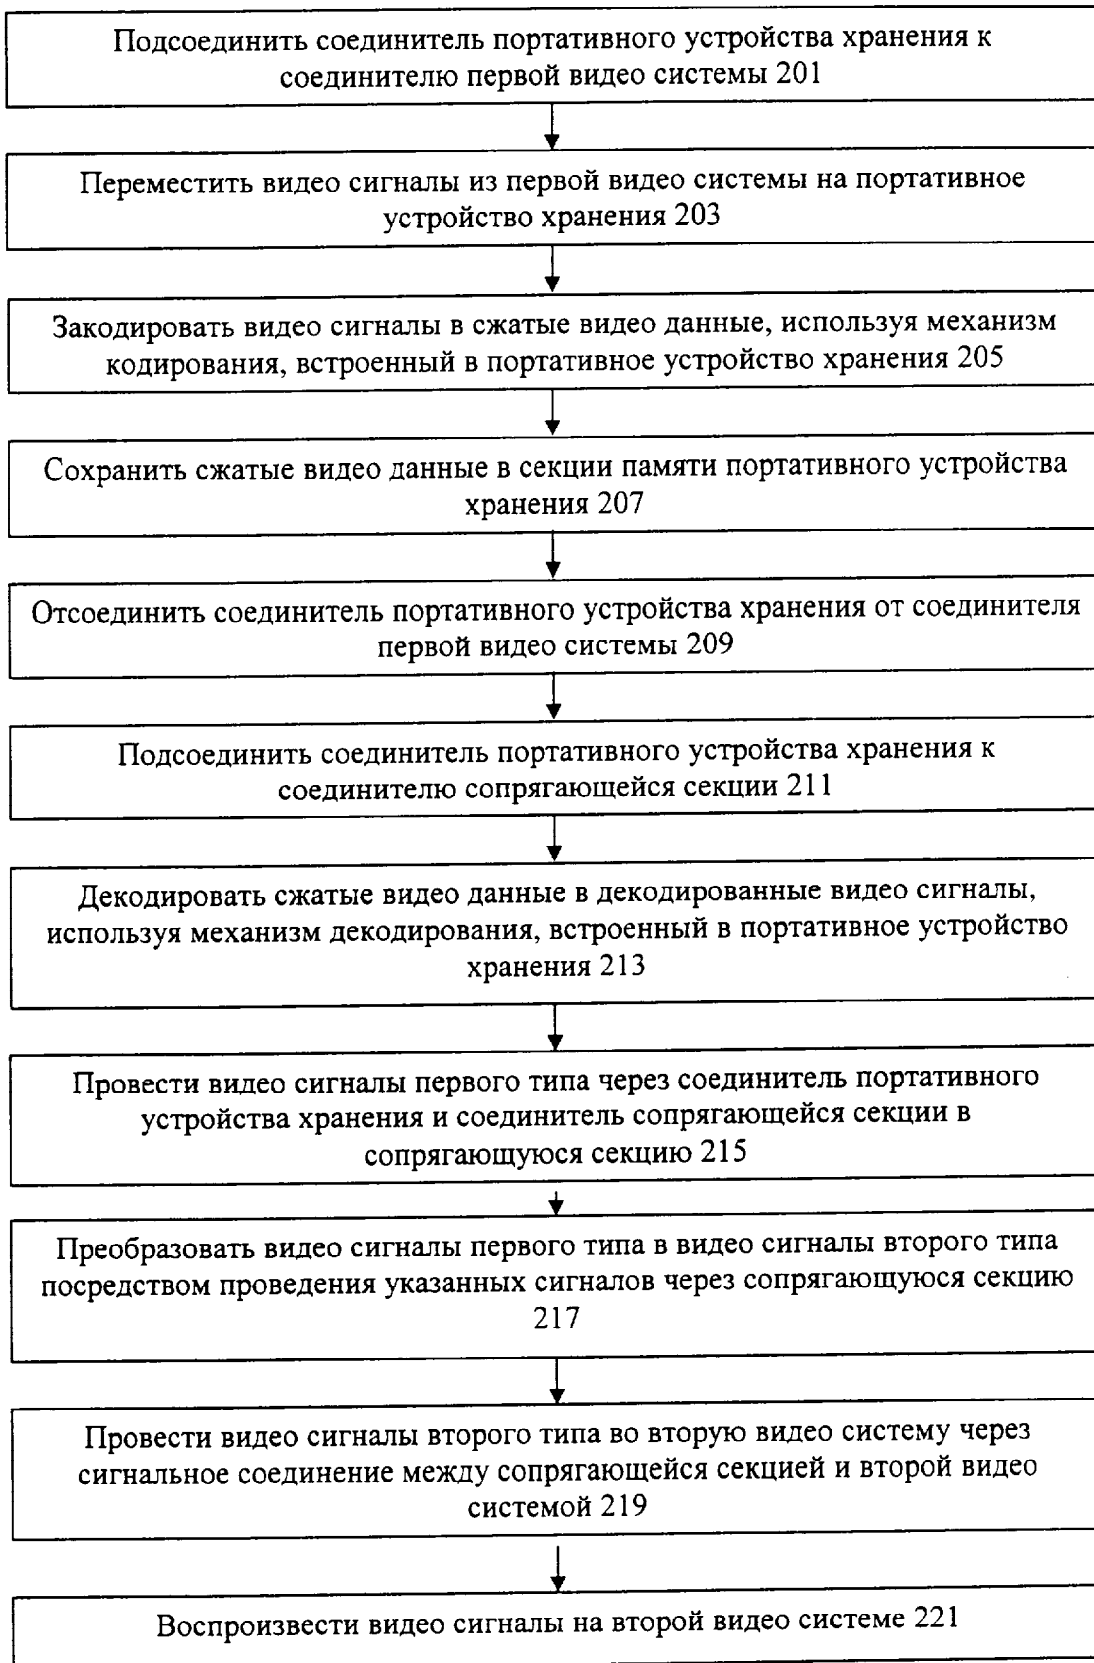 Подсоединить соединитель портативного устройства хранения к
соединителю первой видео системы 201
Переместить видео сигналы из первой видео системы на портативное
устройство хранения 203
Закодировать видео сигналы в сжатые видео данные, используя механизм
кодирования, встроенный в портативное устройство хранения 205
Сохранить сжатые видео данные в секции памяти портативного устройства
хранения 207
Отсоединить соединитель портативного устройства хранения от соединителя
первой видео системы 209
Подсоединить соединитель портативного устройства хранения к
соединителю сопрягающейся секции 211
Декодировать сжатые видео данные в декодированные видео сигналы,
используя механизм декодирования, встроенный в портативное устройство
хранения 213
Провести видео сигналы первого типа через соединитель портативного
устройства хранения и соединитель сопрягающейся секции в
сопрягающуюся секцию 215
Преобразовать видео сигналы первого типа в видео сигналы второго типа
посредством проведения указанных сигналов через сопрягающуюся секцию
217
Провести видео сигналы второго типа во вторую видео систему через
сигнальное соединение между сопрягающейся секцией и второй видео
системой 219
Воспроизвести видео сигналы на второй видео системе 221